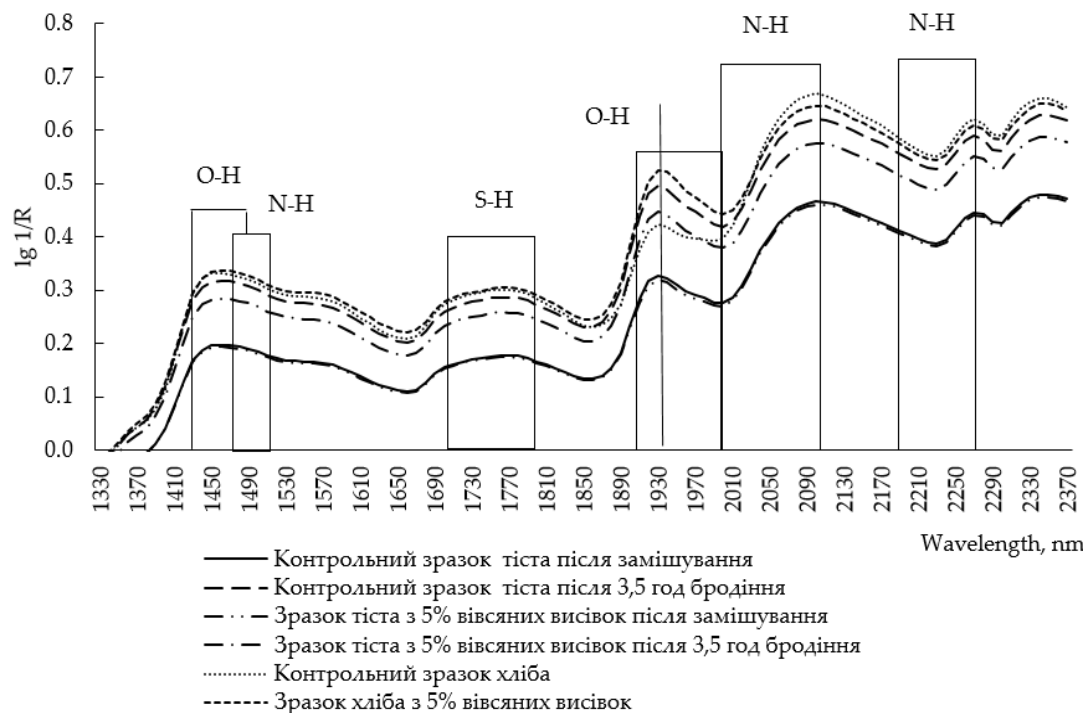 0.8
0.7
0.6
0.5
0.4
0.3
0.2
0.1
0.0
lg 1/R
O-H
N-H
S-H
O-H
N-H
N-H
1330 1370 1410 1450 1490 1530 1570 1610 1650 1690 1730 1770 1810 1850 1890 1930 1970 2010 2050 2090 2130 2170 2210 2250 2290 2330 2370
Wavelength, nm
Контрольний зразок тіста після замішування
Контрольний зразок тіста після 3,5 год бродіння
Зразок тіста з 5% вівсяних висівок після замішування
Зразок тіста з 5% вівсяних висівок після 3,5 год бродіння
Контрольний зразок хліба
Зразок хліба з 5% вівсяних висівок